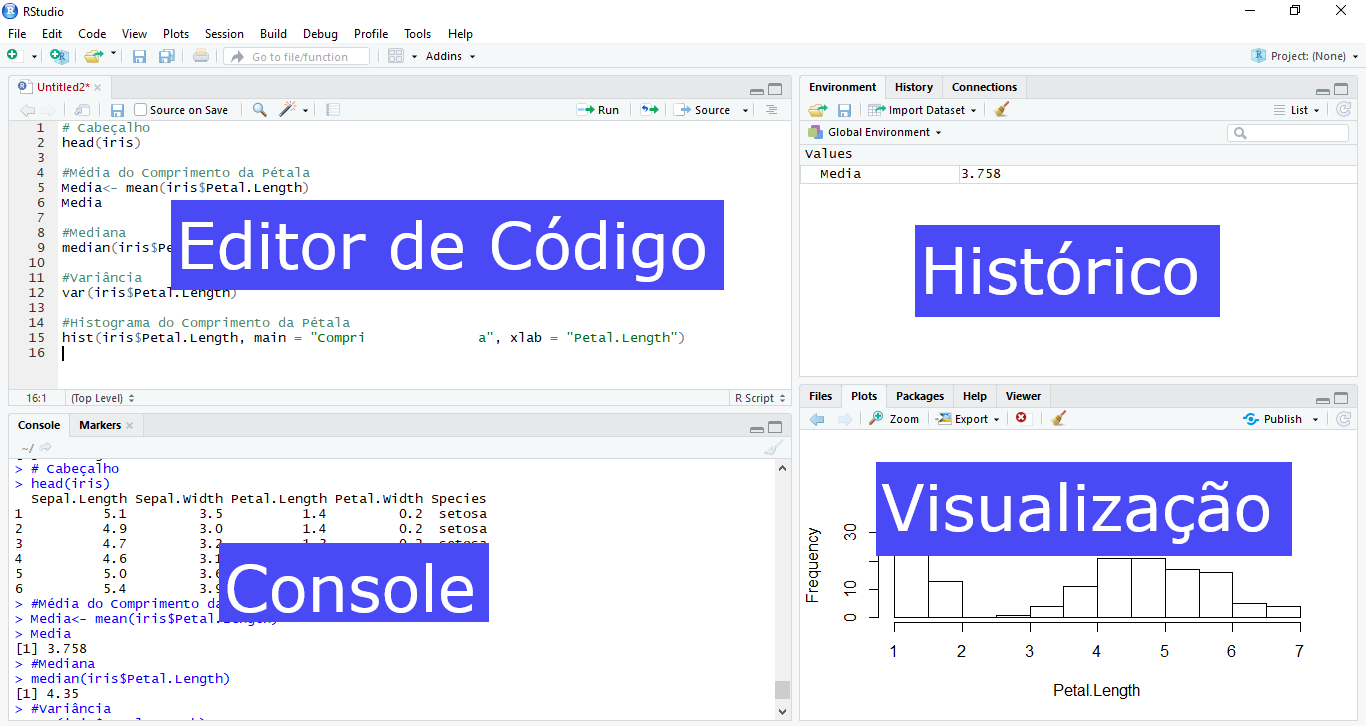 RStudio
File Edit Code View Plots Session Build Debug Profile Tools Help
Go to file/function Addins Project: (None)
Untitled2*
Source on Save Run Source
1 # Cabeçalho
2 head(iris)
3
4 #Média do Comprimento da Pétala
5 Media<- mean(iris$Petal.Length)
6 Media
7
8 #Mediana
9 median(iris$Pe
10
11 #Variância
12 var(iris$Petal.Length)
13
14 #Histograma do Comprimento da Pétala
15 hist(iris$Petal.Length, main = "Compri a", xlab = "Petal.Length")
16
Editor de Código
16:1 (Top Level) R Script
Console Markers
~/
> # Cabeçalho
> head(iris)
Sepal.Length Sepal.Width Petal.Length Petal.Width Species
1 5.1 3.5 1.4 0.2 setosa
2 4.9 3.0 1.4 0.2 setosa
3 4.7 3.2 0.2 setosa
4 4.6 3.1
5 5.0 3.6
6 5.4 3.9
> #Média do Comprimento da
> Media<- mean(iris$Petal.Length)
> Media
[1] 3.758
> #Mediana
> median(iris$Petal.Length)
[1] 4.35
> #Variância
Console
Environment History Connections
Import Dataset List
Global Environment
Values
Media 3.758
Histórico
Files Plots Packages Help Viewer
Zoom Export Publish
Visualização
Frequency
30
10
0
1 2 3 4 5 6 7
Petal.Length